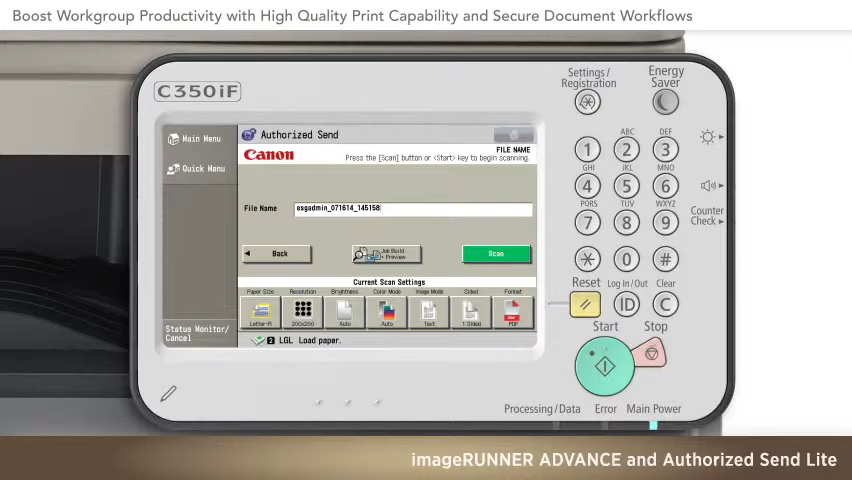 Boost Workgroup Productivity with High Quality Print Capability and Secure Document Workflows
C350iF
Main Menu
Quick Menu
Status Monitor/
Cancel
Authorized Send
Canon
FILE NAME
Press the [Scan] button or <Start> key to begin scanning.
File Name
osgadmin_071614_145158
Back
Job Build
+ Preview
Scan
Current Scan Settings
Paper Size Resolution Brightness Color Mode Image Mode Sided Format
Letter-R 200x200 Auto Auto Text 1 Sided PDF
2 LGL Load paper.
Settings /
Registration
Energy
Saver
ABC DEF
1 2 3
GHI JKL MNO
4 5 6
PQRS TUV WXYZ
7 8 9
0 #
Counter
Check
Reset Log In/Out Clear
ID C
Start Stop
Processing/Data Error Main Power
imageRUNNER ADVANCE and Authorized Send Lite